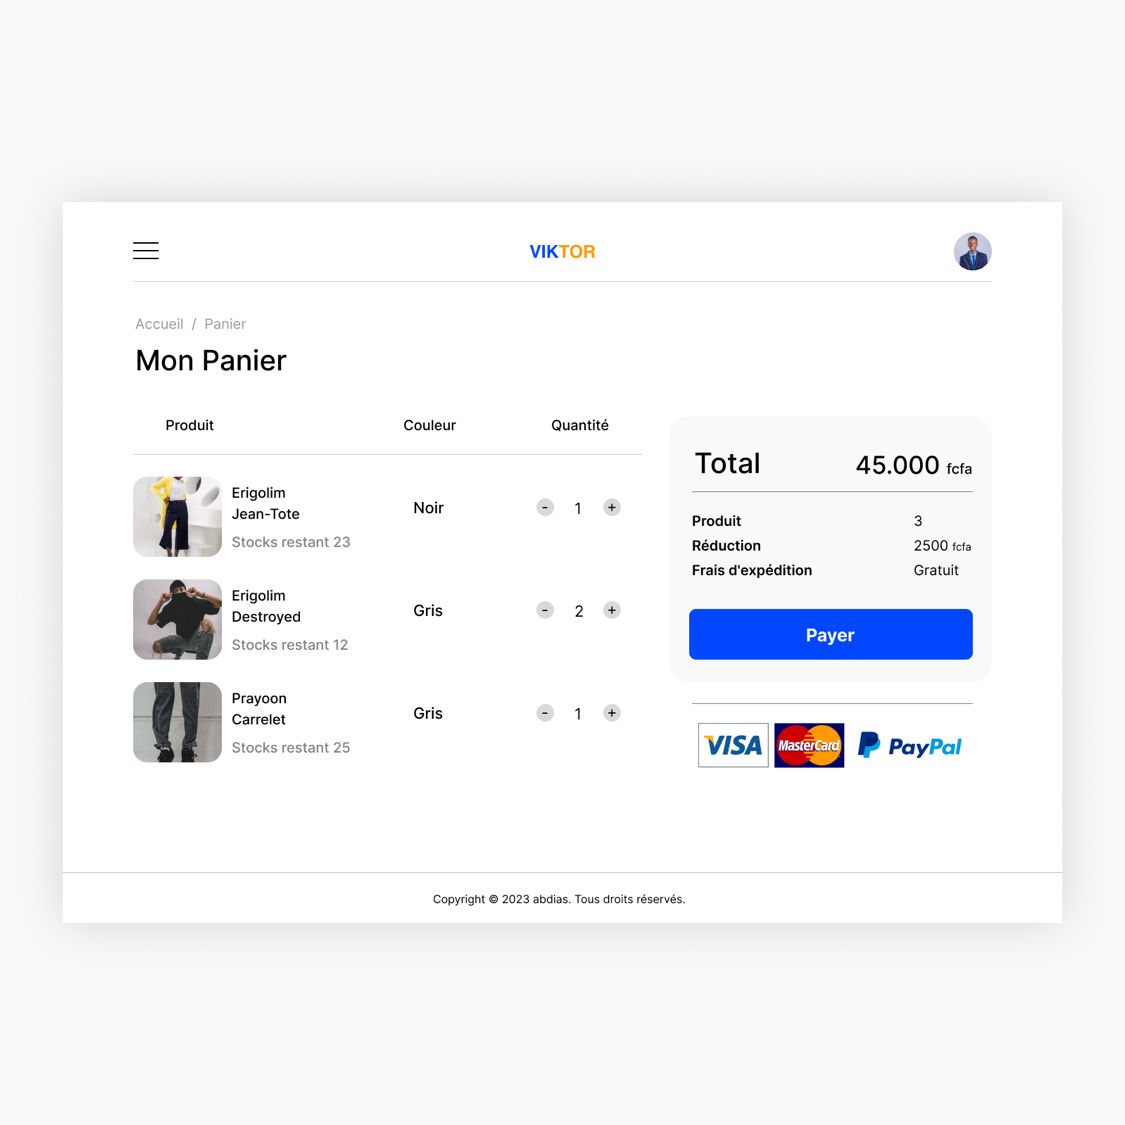 VIKTOR
Accueil / Panier
Mon Panier
Produit Couleur Quantité
Erigolim
Jean-Tote
Stocks restant 23
Noir
- 1 +
Erigolim
Destroyed
Stocks restant 12
Gris
- 2 +
Prayoon
Carrelet
Stocks restant 25
Gris
- 1 +
Total 45.000 fcfa
Produit 3
Réduction 2500 fcfa
Frais d'expédition Gratuit
Payer
VISA MasterCard PayPal
Copyright © 2023 abdias. Tous droits réservés.